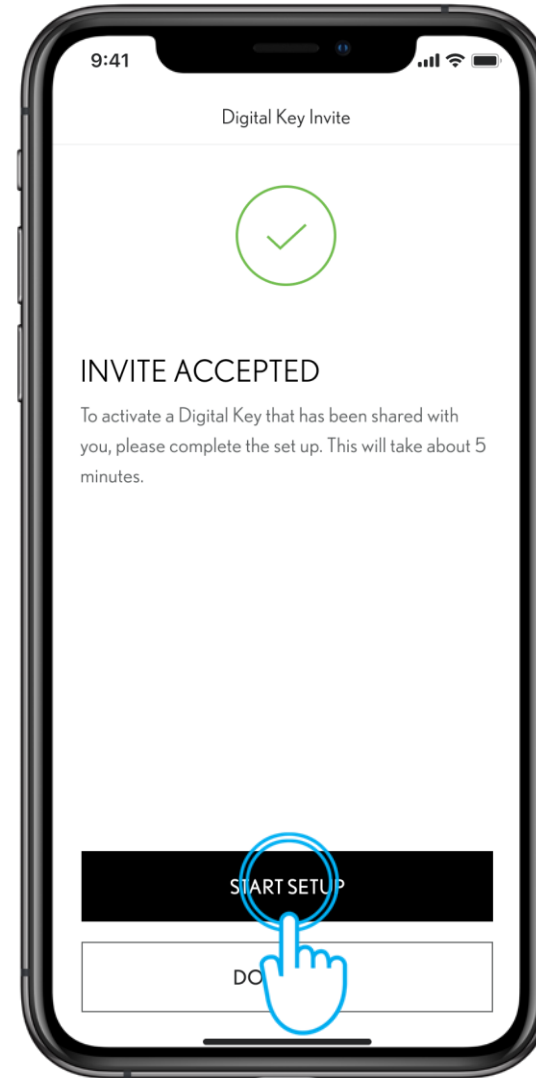 9:41
Digital Key Invite
INVITE ACCEPTED
To activate a Digital Key that has been shared with
you, please complete the set up. This will take about 5
minutes.
START SETUP